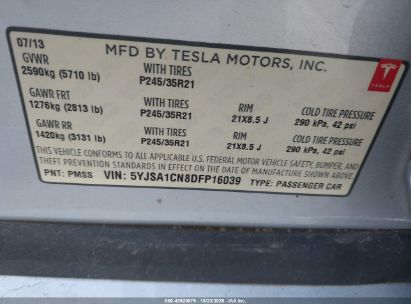 07/13
MFD BY TESLA MOTORS, INC.
GVWR
2590kg (5710 lb)
WITH TIRES
P245/35R21
TESLA
GAWR FRT
1276kg (2813 lb)
WITH TIRES
P245/35R21
RIM
21X8.5 J
COLD TIRE PRESSURE
290 kPa, 42 psi
GAWR RR
1420kg (3131 lb)
WITH TIRES
P245/35R21
RIM
21X8.5 J
COLD TIRE PRESSURE
290 kPa, 42 psi
THIS VEHICLE CONFORMS TO ALL APPLICABLE U.S. FEDERAL MOTOR VEHICLE SAFETY, BUMPER, AND
THEFT PREVENTION STANDARDS IN EFFECT ON THE DATE OF MANUFACTURE SHOWN ABOVE.
PNT: PMSS VIN: 5YJSA1CN8DFP16039 TYPE: PASSENGER CAR